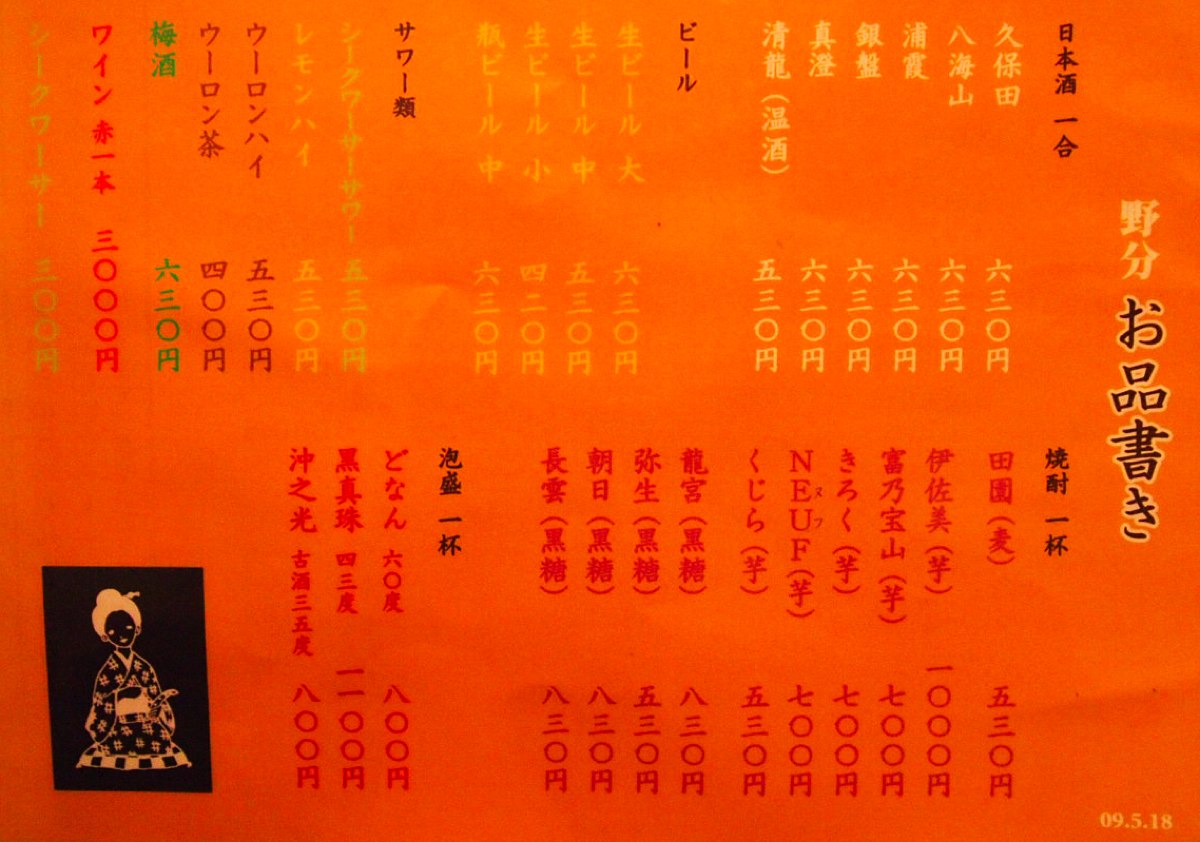 野分 お品書き
日本酒 一合
久保田 六三〇円
八海山 六三〇円
浦霞 六三〇円
銀盤 六三〇円
真澄 六三〇円
清龍（温酒） 五三〇円
ビール
生ビール 大 六三〇円
生ビール 中 五三〇円
生ビール 小 四二〇円
瓶ビール 中 六三〇円
サワー類
シークワーサーサワー 五三〇円
レモンハイ 五三〇円
ウーロンハイ 五三〇円
ウーロン茶 四〇〇円
梅酒 六三〇円
ワイン 赤一本 三〇〇〇円
シークワーサー 三〇〇円
焼酎 一杯
田園（麦） 五三〇円
伊佐美（芋） 一〇〇〇円
富乃宝山（芋） 七〇〇円
きろく（芋） 七〇〇円
NEUF（芋） 七〇〇円
ヌフ
くじら（芋） 五三〇円
龍宮（黒糖） 八三〇円
弥生（黒糖） 五三〇円
朝日（黒糖） 八三〇円
長雲（黒糖） 八三〇円
泡盛 一杯
どなん 六〇度 八〇〇円
黒真珠 四三度 一一〇〇円
沖之光 古酒三五度 八〇〇円
09.5.18